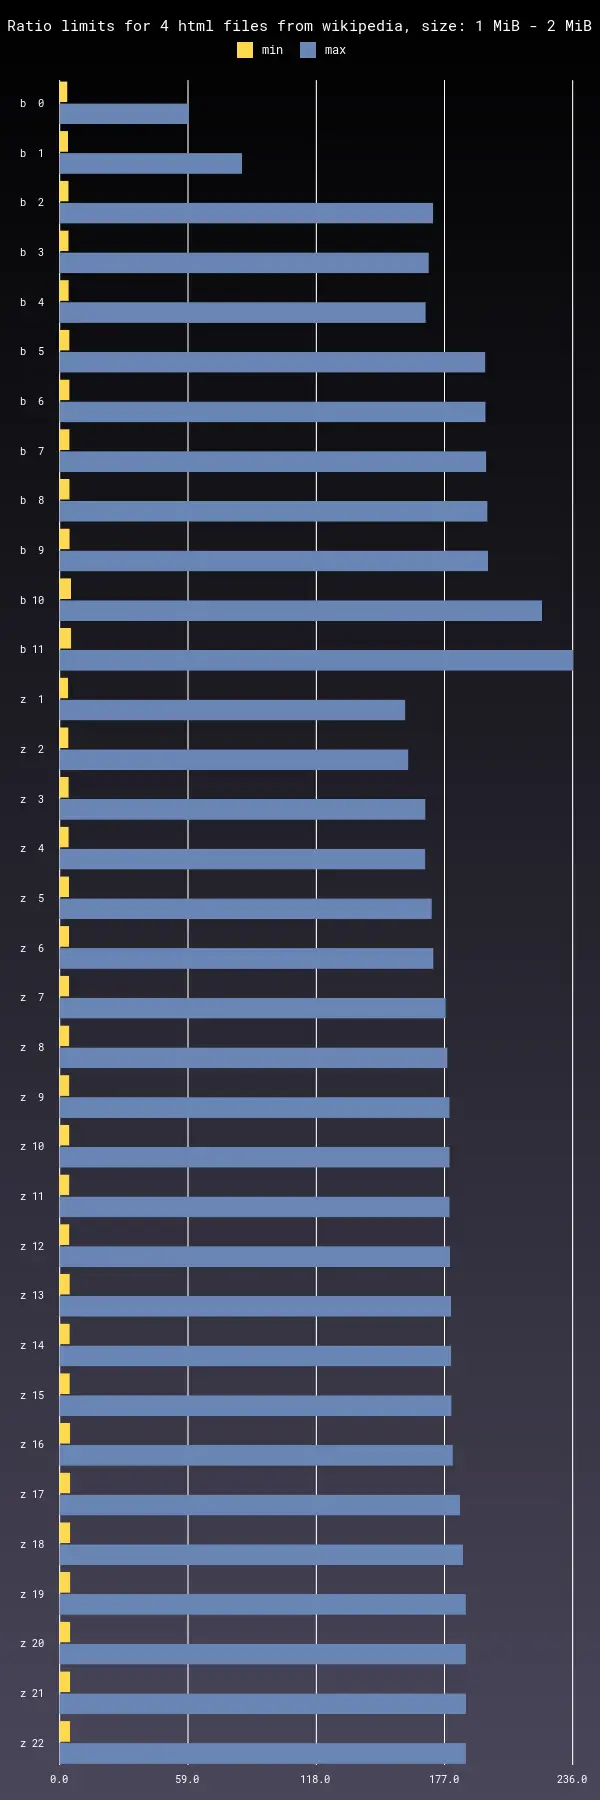 Ratio limits for 4 html files from wikipedia, size: 1 MiB - 2 MiB
min max
b  0
b  1
b  2
b  3
b  4
b  5
b  6
b  7
b  8
b  9
b 10
b 11
z  1
z  2
z  3
z  4
z  5
z  6
z  7
z  8
z  9
z 10
z 11
z 12
z 13
z 14
z 15
z 16
z 17
z 18
z 19
z 20
z 21
z 22
0.0 59.0 118.0 177.0 236.0